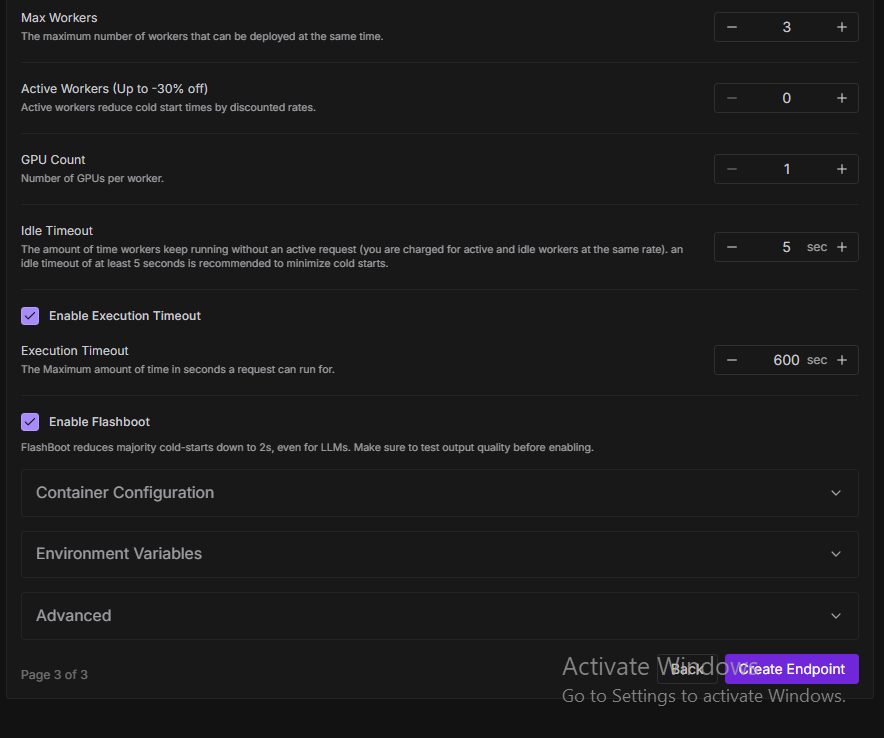 Max Workers
The maximum number of workers that can be deployed at the same time.
3
Active Workers (Up to -30% off)
Active workers reduce cold start times by discounted rates.
0
GPU Count
Number of GPUs per worker.
1
Idle Timeout
The amount of time workers keep running without an active request (you are charged for active and idle workers at the same rate). an
idle timeout of at least 5 seconds is recommended to minimize cold starts.
5 sec
Enable Execution Timeout
Execution Timeout
The Maximum amount of time in seconds a request can run for.
600 sec
Enable Flashboot
FlashBoot reduces majority cold-starts down to 2s, even for LLMs. Make sure to test output quality before enabling.
Container Configuration
Environment Variables
Advanced
Page 3 of 3
Back
Create Endpoint
Activate Windows
Go to Settings to activate Windows.